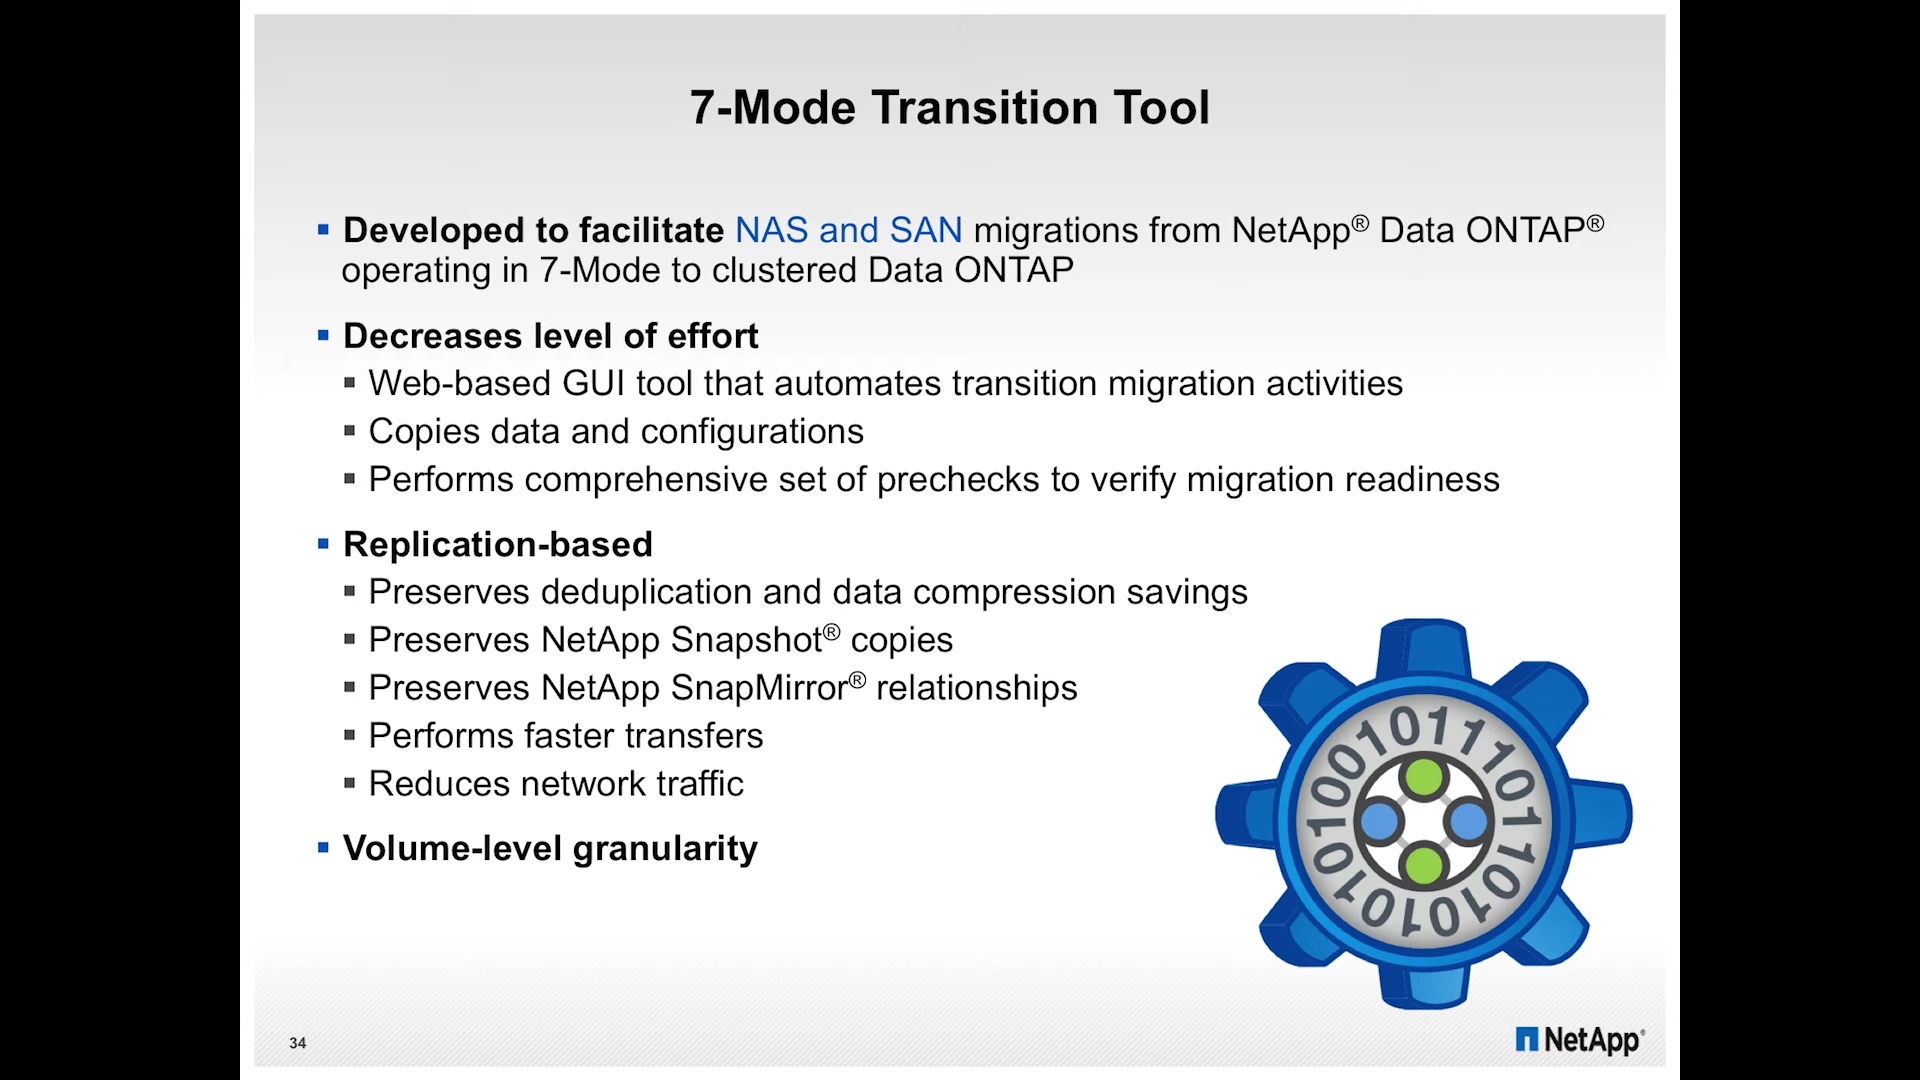 7-Mode Transition Tool
▪ Developed to facilitate NAS and SAN migrations from NetApp® Data ONTAP®
operating in 7-Mode to clustered Data ONTAP
▪ Decreases level of effort
▪ Web-based GUI tool that automates transition migration activities
▪ Copies data and configurations
▪ Performs comprehensive set of prechecks to verify migration readiness
▪ Replication-based
▪ Preserves deduplication and data compression savings
▪ Preserves NetApp Snapshot® copies
▪ Preserves NetApp SnapMirror® relationships
▪ Performs faster transfers
▪ Reduces network traffic
▪ Volume-level granularity
34
NetApp®